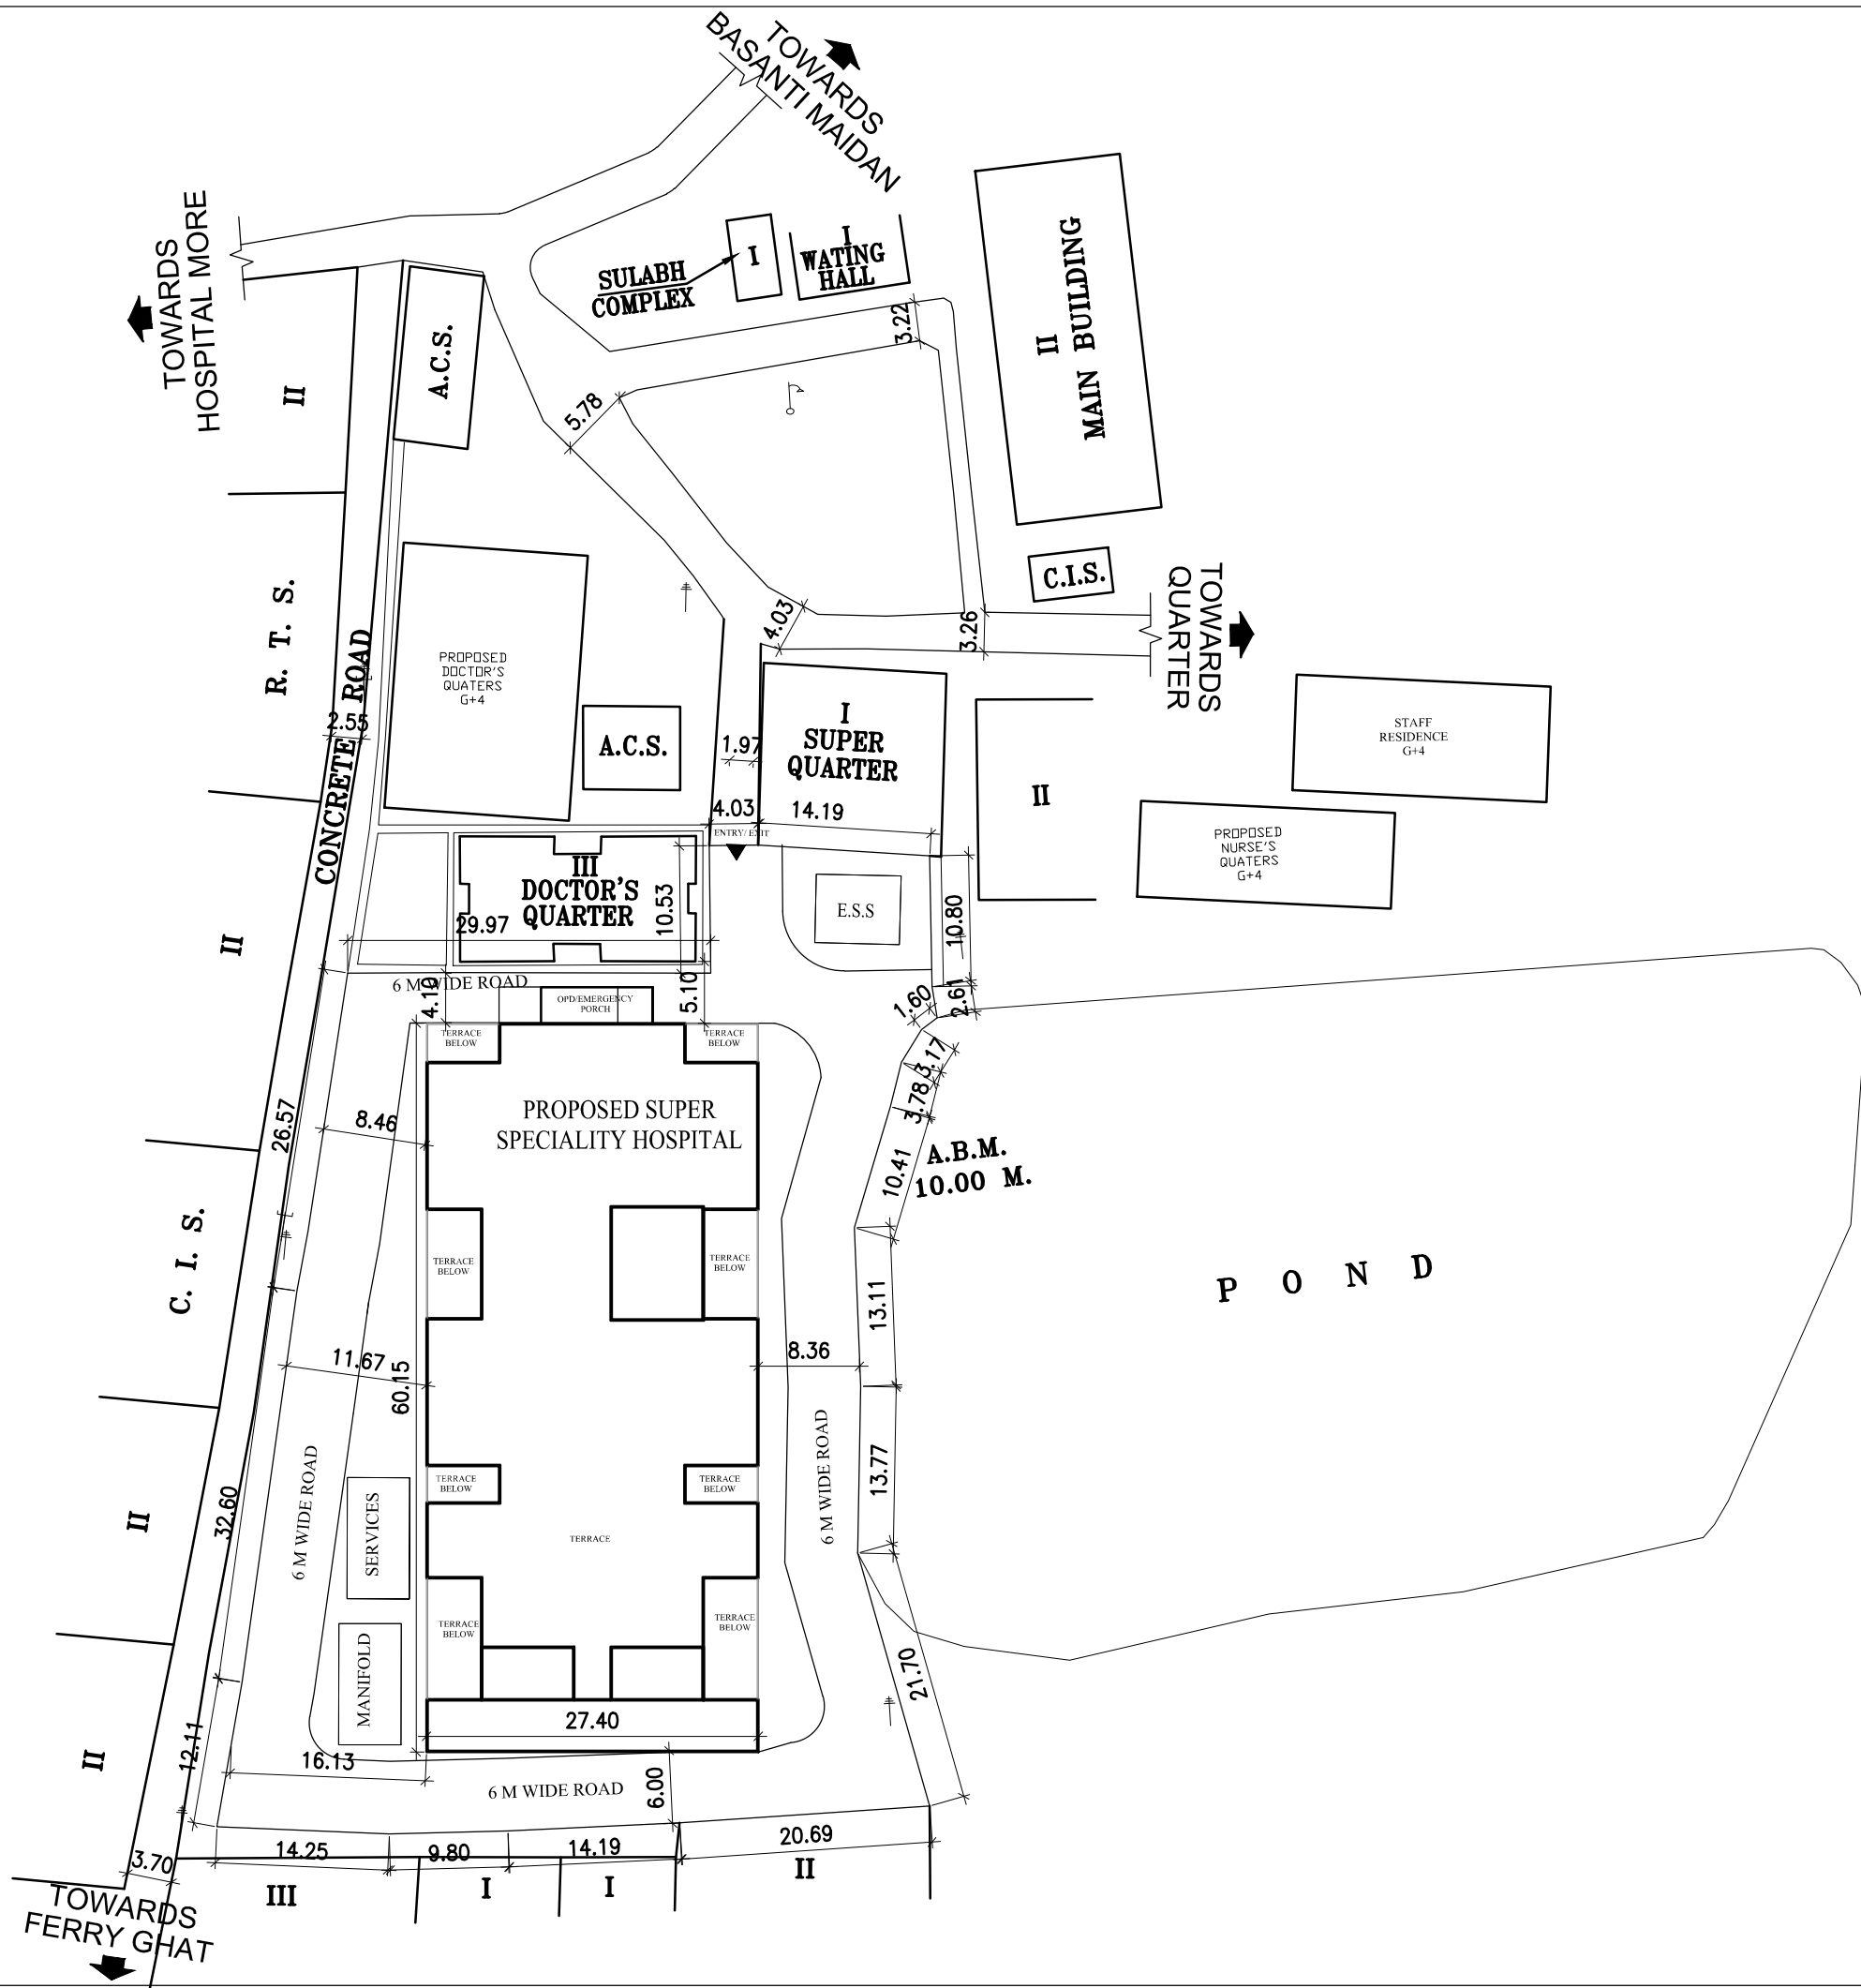 TOWARDS
BASANTI MAIDAN
TOWARDS
HOSPITAL MORE
SULABH
COMPLEX
I
I
WATING
HALL
II
MAIN BUILDING
3.22
A.C.S.
II
5.78
C.I.S.
TOWARDS
QUARTER
R. T. S.
CONCRETE ROAD
2.55
PROPOSED
DOCTOR'S
QUATERS
G+4
A.C.S.
4.03
3.26
1.97
I
SUPER
QUARTER
4.03
14.19
ENTRY/ EXIT
II
STAFF
RESIDENCE
G+4
PROPOSED
NURSE'S
QUATERS
G+4
III
DOCTOR'S
QUARTER
29.97
10.53
E.S.S
10.80
II
6 M WIDE ROAD
4.10
OPD/EMERGENCY
PORCH
5.10
1.60
2.61
TERRACE
BELOW
TERRACE
BELOW
3.17
3.78
26.57
8.46
PROPOSED SUPER
SPECIALITY HOSPITAL
10.41
A.B.M.
10.00 M.
C. I. S.
TERRACE
BELOW
TERRACE
BELOW
13.11
P O N D
11.67
60.15
8.36
6 M WIDE ROAD
6 M WIDE ROAD
13.77
TERRACE
BELOW
TERRACE
BELOW
II
32.60
SERVICES
TERRACE
TERRACE
BELOW
TERRACE
BELOW
MANIFOLD
21.70
II
12.11
27.40
16.13
6 M WIDE ROAD
6.00
14.25
9.80
14.19
20.69
3.70
III
I
I
II
TOWARDS
FERRY GHAT